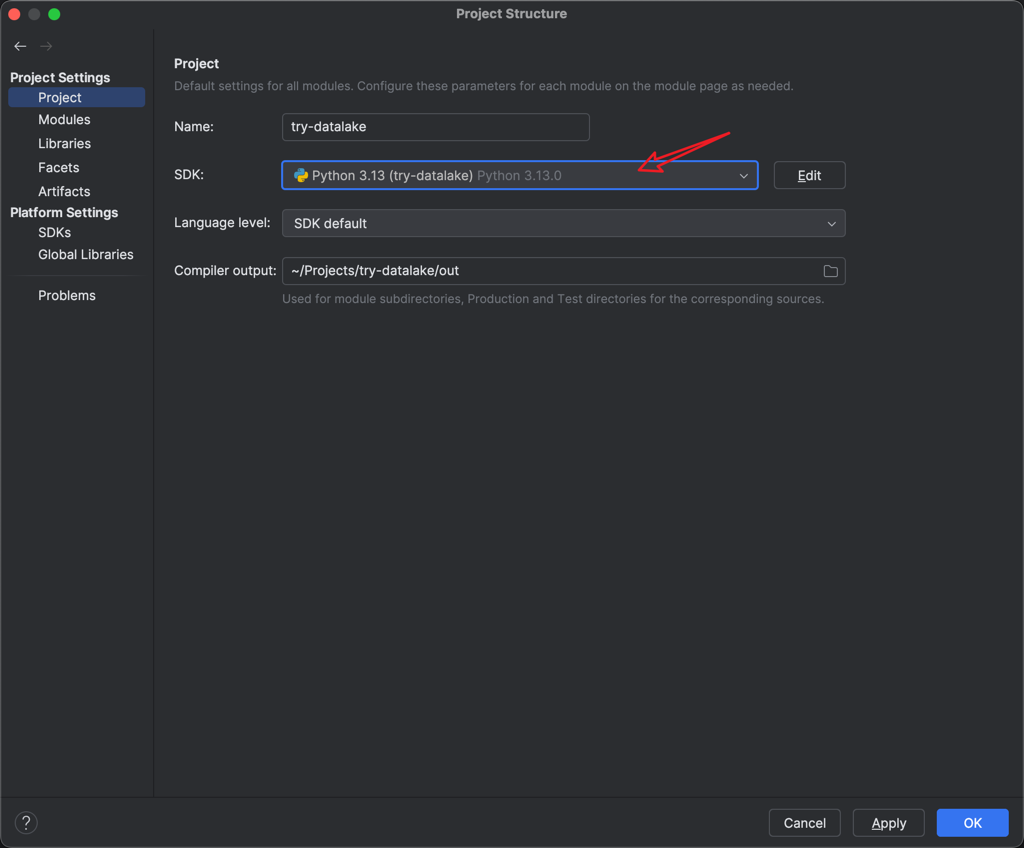 Project Structure
Project Settings
Project
Modules
Libraries
Facets
Artifacts
Platform Settings
SDKs
Global Libraries
Problems
Project
Default settings for all modules. Configure these parameters for each module on the module page as needed.
Name: try-datalake
SDK: Python 3.13 (try-datalake) Python 3.13.0 Edit
Language level: SDK default
Compiler output: ~/Projects/try-datalake/out
Used for module subdirectories, Production and Test directories for the corresponding sources.
? Cancel Apply OK